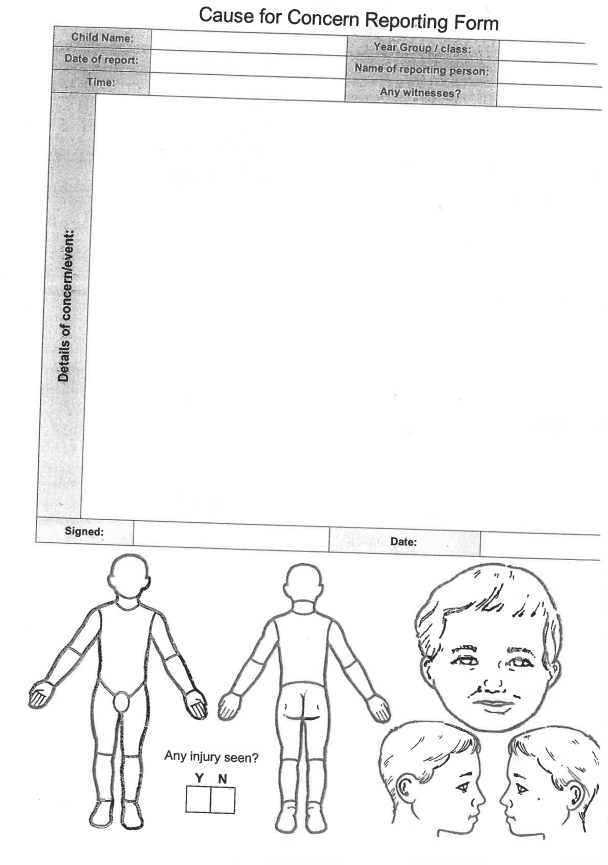 Cause for Concern Reporting Form
Child Name:
Year Group / class:
Date of report:
Name of reporting person:
Time:
Any witnesses?
Details of concern/event:
Signed:
Date:
Any injury seen?
Y N